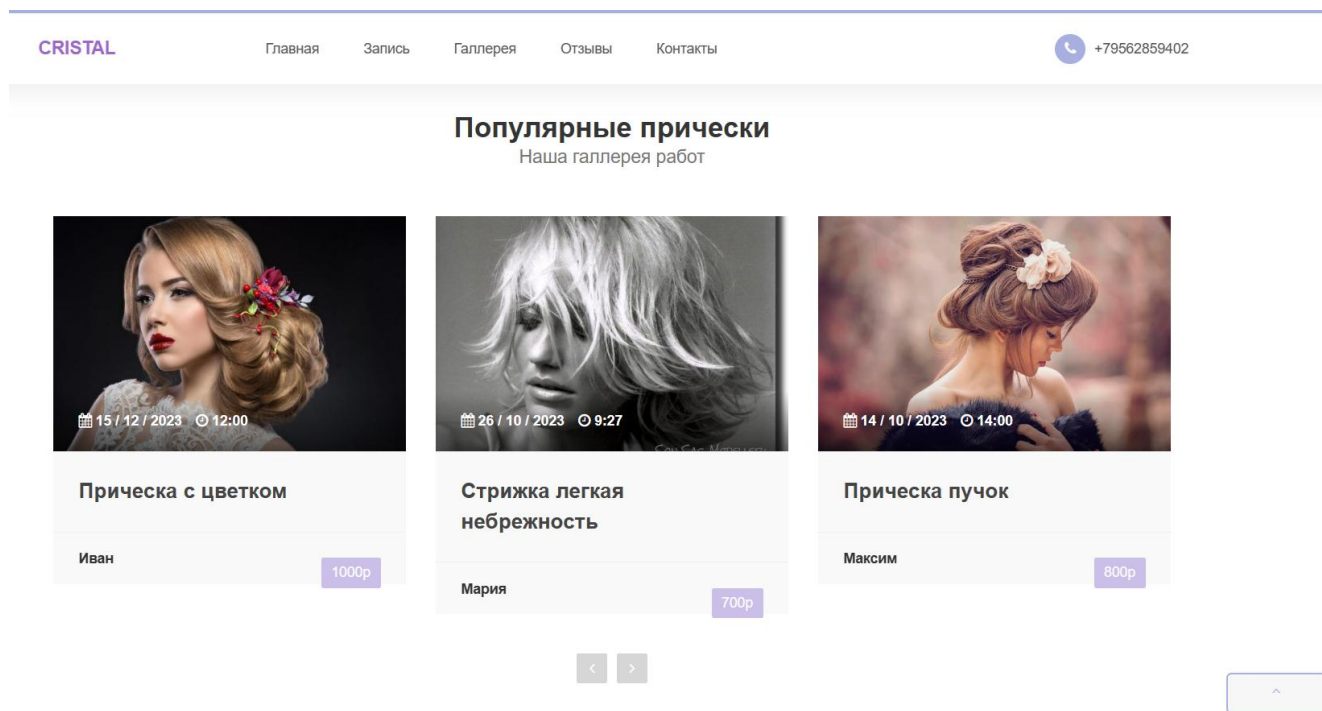 CRISTAL Главная Запись Галлерея Отзывы Контакты +79562859402
Популярные прически
Наша галлерея работ
15 / 12 / 2023 12:00
26 / 10 / 2023 9:27
14 / 10 / 2023 14:00
Прическа с цветком
Иван
1000р
Стрижка легкая
небрежность
Мария
700р
Прическа пучок
Максим
800р